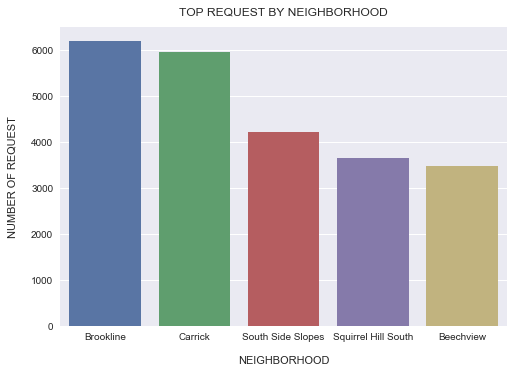 TOP REQUEST BY NEIGHBORHOOD
6000
5000
4000
3000
2000
1000
0
NUMBER OF REQUEST
Brookline Carrick South Side Slopes Squirrel Hill South Beechview
NEIGHBORHOOD